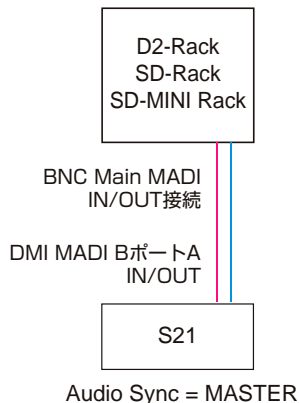 D2-Rack
SD-Rack
SD-MINI Rack
BNC Main MADI
IN/OUT接続
DMI MADI BポートA
IN/OUT
S21
Audio Sync = MASTER